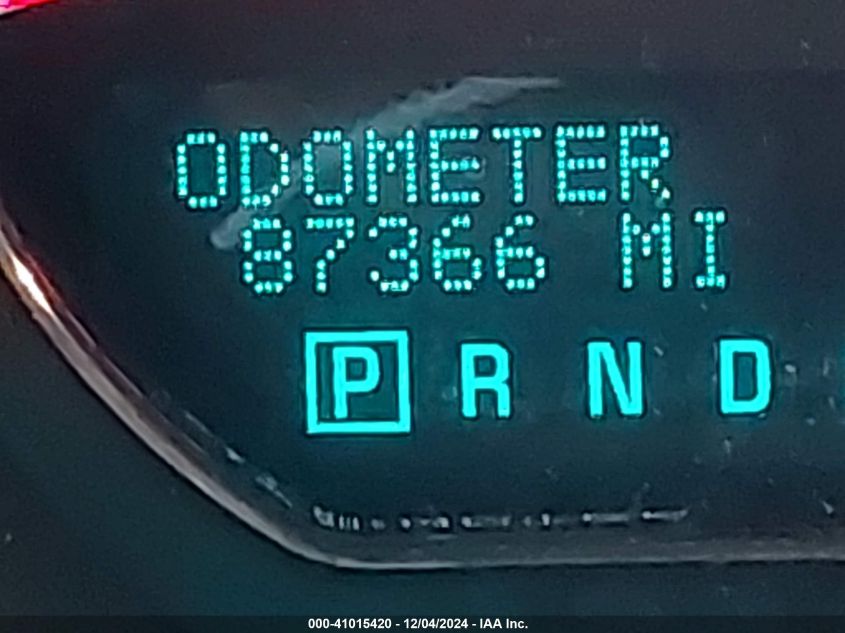 ODOMETER
87366 MI
P R N D
000-41015420 - 12/04/2024 - IAA Inc.